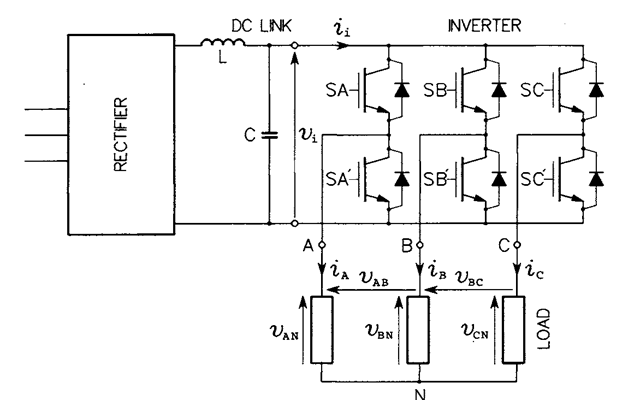 DC LINK
i_i
INVERTER
L
RECTIFIER
C
v_i
SA
SB
SC
SA′
SB′
SC′
A
B
C
i_A
v_AB
i_B
v_BC
i_C
v_AN
v_BN
v_CN
LOAD
N